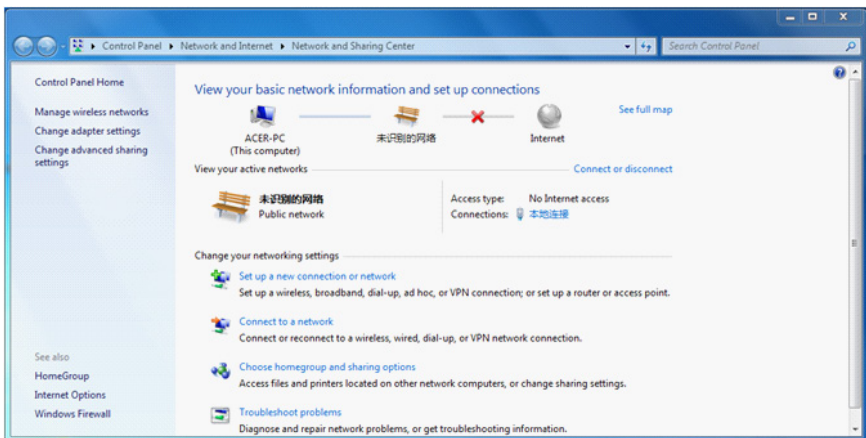 Control Panel ▸ Network and Internet ▸ Network and Sharing Center
Search Control Panel
Control Panel Home
Manage wireless networks
Change adapter settings
Change advanced sharing
settings
See also
HomeGroup
Internet Options
Windows Firewall
View your basic network information and set up connections
See full map
ACER-PC
(This computer)
未识别的网络
Internet
View your active networks
Connect or disconnect
未识别的网络
Public network
Access type: No Internet access
Connections: 本地连接
Change your networking settings
Set up a new connection or network
Set up a wireless, broadband, dial-up, ad hoc, or VPN connection; or set up a router or access point.
Connect to a network
Connect or reconnect to a wireless, wired, dial-up, or VPN network connection.
Choose homegroup and sharing options
Access files and printers located on other network computers, or change sharing settings.
Troubleshoot problems
Diagnose and repair network problems, or get troubleshooting information.